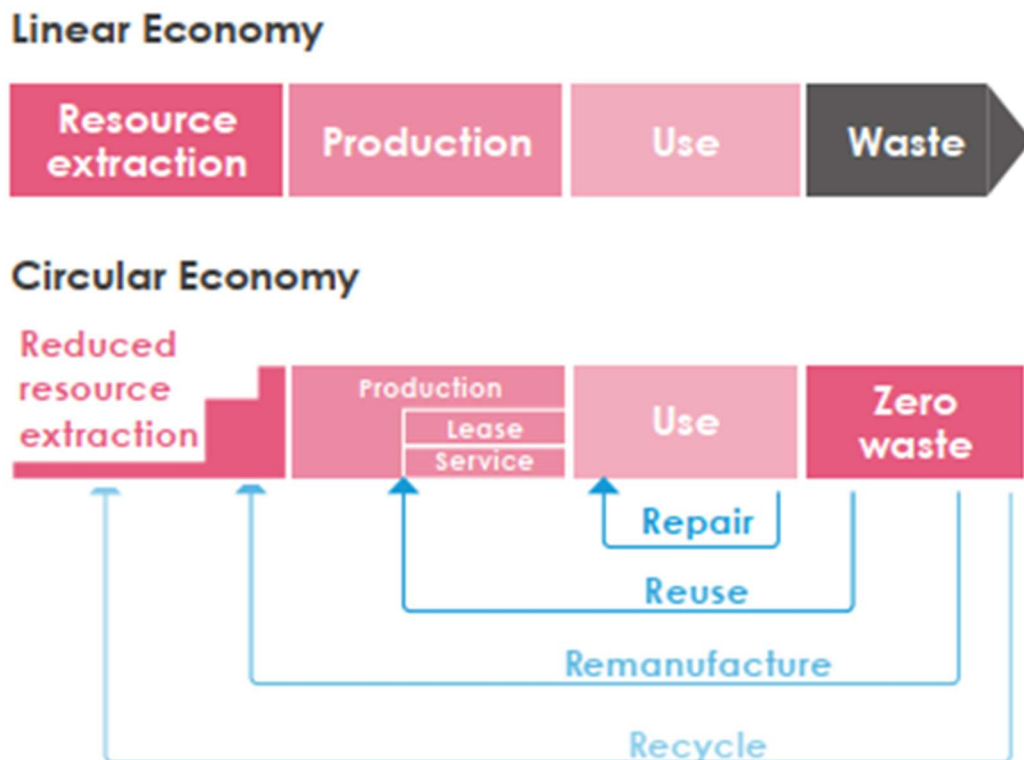 Linear Economy
Resource
extraction
Production
Use
Waste
Circular Economy
Reduced
resource
extraction
Production
Lease
Service
Use
Zero
waste
Repair
Reuse
Remanufacture
Recycle